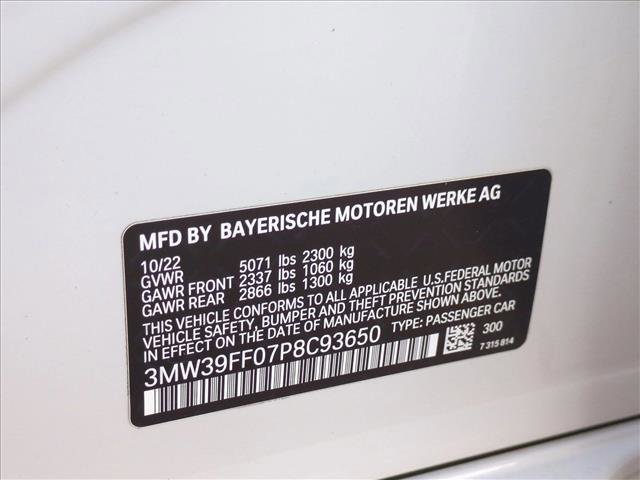 MFD BY BAYERISCHE MOTOREN WERKE AG
10/22
GVWR 5071 lbs 2300 kg
GAWR FRONT 2337 lbs 1060 kg
GAWR REAR 2866 lbs 1300 kg
THIS VEHICLE CONFORMS TO ALL APPLICABLE U.S.FEDERAL MOTOR
VEHICLE SAFETY, BUMPER AND THEFT PREVENTION STANDARDS
IN EFFECT ON THE DATE OF MANUFACTURE SHOWN ABOVE.
3MW39FF07P8C93650 TYPE: PASSENGER CAR
300
7 315 814